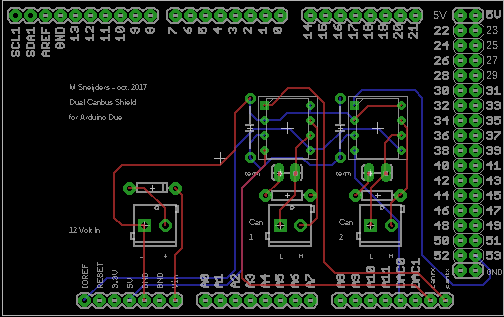 SCL1 SDA1 AREF GND 13 12 11 10 9 8 7 6 5 4 3 2 1 0 14 15 16 17 18 19 20 21
5V 5U
22 23
24 25
26 27
28 29
30 31
32 33
34 35
36 37
38 39
40 41
42 43
44 45
46 47
48 49
50 51
52 53
GND
M Sneijders - oct. 2017
Dual Canbus Shield
for Arduino Due
term term
12 Volt in
Can 1
Can 2
- +
L H
L H
IOREF RESET 3.3V 5V GND GND Vin A0 A1 A2 A3 A4 A5 A6 A7 A8 A9 A10 A11 DAC0 DAC1